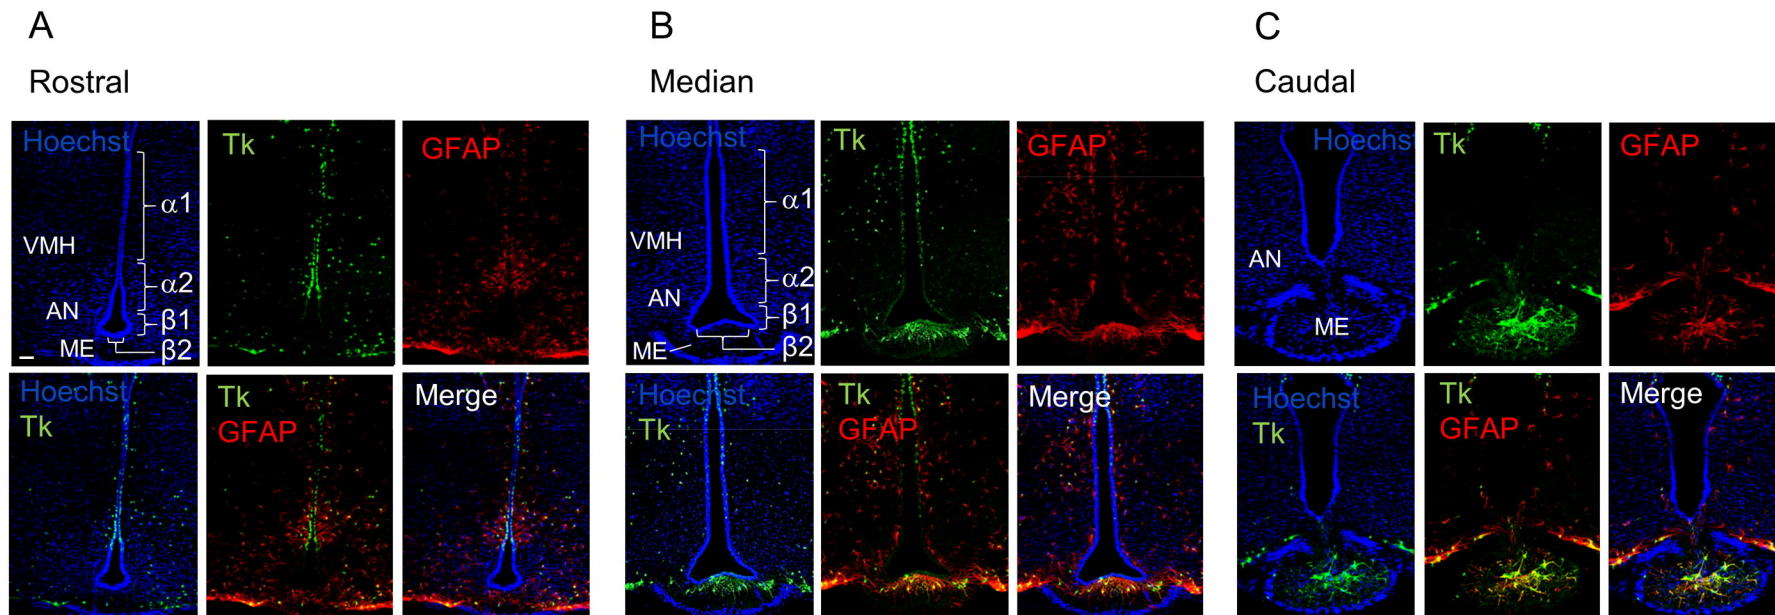 A
Rostral
Hoechst
α1
VMH
α2
AN
β1
ME
β2
Tk
GFAP
Hoechst
Tk
Tk
GFAP
Merge
B
Median
Hoechst
α1
VMH
α2
AN
β1
ME
β2
Tk
GFAP
Hoechst
Tk
Tk
GFAP
Merge
C
Caudal
Hoechst
AN
ME
Tk
GFAP
Hoechst
Tk
Tk
GFAP
Merge